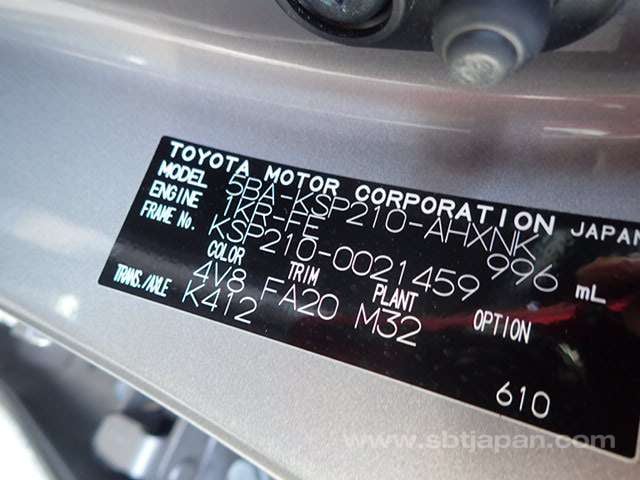 TOYOTA MOTOR CORPORATION JAPAN
MODEL 5BA-KSP210-AHXNK
ENGINE 1KR-FE 996 mL
FRAME No. KSP210-0021459
COLOR TRIM PLANT OPTION
4V8 FA20 M32
TRANS./AXLE K412
610
www.sbtjapan.com